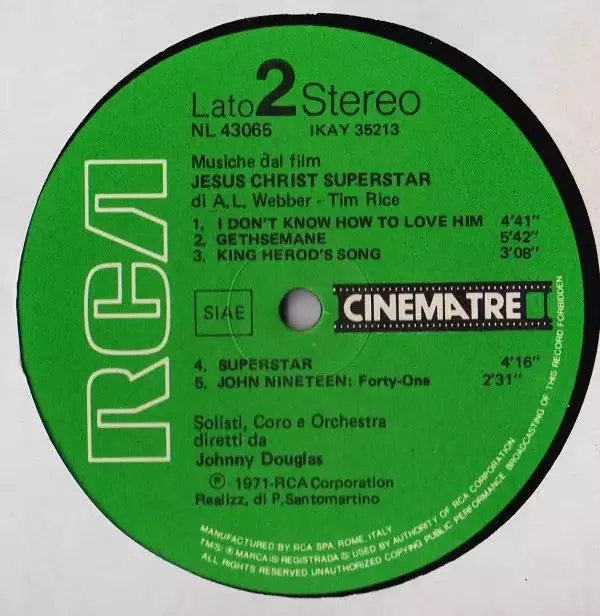 Lato 2 Stereo
NL 43065 IKAY 35213
Musiche dal film
JESUS CHRIST SUPERSTAR
di A.L. Webber - Tim Rice
1. I DON'T KNOW HOW TO LOVE HIM 4'41"
2. GETHSEMANE 5'42"
3. KING HEROD'S SONG 3'08"
RCA
SIAE
CINEMATRE
4. SUPERSTAR 4'16"
5. JOHN NINETEEN: Forty-One 2'31"
Solisti, Coro e Orchestra
diretti da
Johnny Douglas
℗ 1971-RCA Corporation
Realizz. di P. Santomartino
MANUFACTURED BY RCA SPA, ROME, ITALY
TM(S) ® MARCA(S) REGISTRADA(S) USED BY AUTHORITY OF RCA CORPORATION.
ALL RIGHTS RESERVED UNAUTHORIZED COPYING PUBLIC PERFORMANCE. BROADCASTING OF THIS RECORD FORBIDDEN